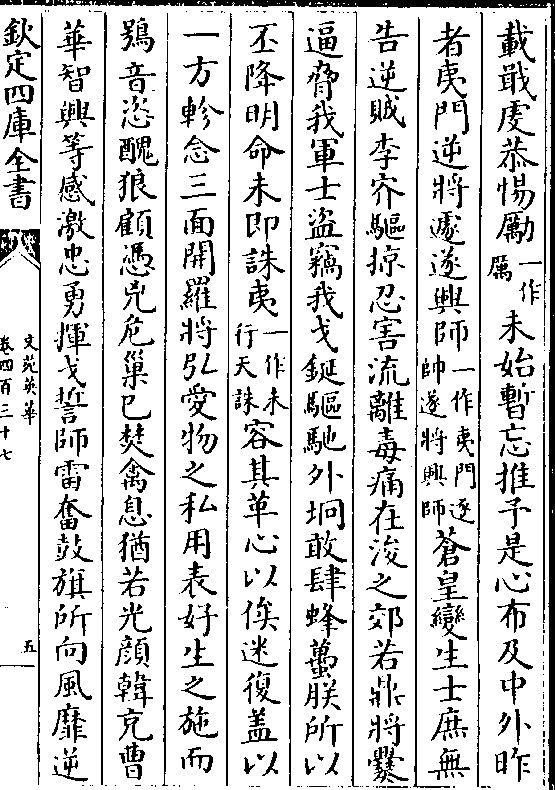 載戢虔恭惕勵一作厲未始暫忘推予是心布及中外昨
者夷門逆將遽遂興師一作夷門逐帥遂將興師蒼皇變生士庶無
告逆賊李㝏驅掠忍害流離毒痛在浚之郊若鼎將爨
逼脅我軍士盜竊我戈鋋驅馳外坰敢肆蜂蠆朕所以
丕降明命未即誅夷一作未行天誅容其革心以俟迷復盖以
一方軫念三面開羅將弘愛物之私用表好生之施而
鴞音恣醜狼顧憑兇危巢已焚禽息猶若光顔韓充曹
華智興等感激忠勇揮戈誓師雷奮鼓旗所向風靡逆
欽定四庫全書
文苑英華
卷四百三十七
五